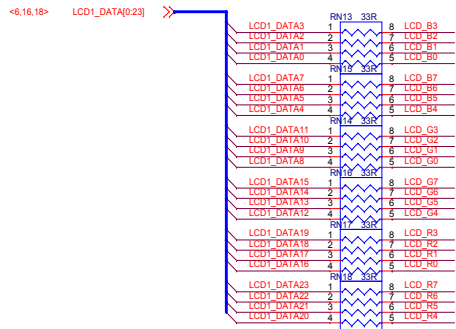 <6,16,18> LCD1_DATA[0:23]
RN13 33R
LCD1_DATA3 1 8 LCD_B3
LCD1_DATA2 2 7 LCD_B2
LCD1_DATA1 3 6 LCD_B1
LCD1_DATA0 4 5 LCD_B0
RN15 33R
LCD1_DATA7 1 8 LCD_B7
LCD1_DATA6 2 7 LCD_B6
LCD1_DATA5 3 6 LCD_B5
LCD1_DATA4 4 5 LCD_B4
RN14 33R
LCD1_DATA11 1 8 LCD_G3
LCD1_DATA10 2 7 LCD_G2
LCD1_DATA9 3 6 LCD_G1
LCD1_DATA8 4 5 LCD_G0
RN16 33R
LCD1_DATA15 1 8 LCD_G7
LCD1_DATA14 2 7 LCD_G6
LCD1_DATA13 3 6 LCD_G5
LCD1_DATA12 4 5 LCD_G4
RN17 33R
LCD1_DATA19 1 8 LCD_R3
LCD1_DATA18 2 7 LCD_R2
LCD1_DATA17 3 6 LCD_R1
LCD1_DATA16 4 5 LCD_R0
RN18 33R
LCD1_DATA23 1 8 LCD_R7
LCD1_DATA22 2 7 LCD_R6
LCD1_DATA21 3 6 LCD_R5
LCD1_DATA20 4 5 LCD_R4